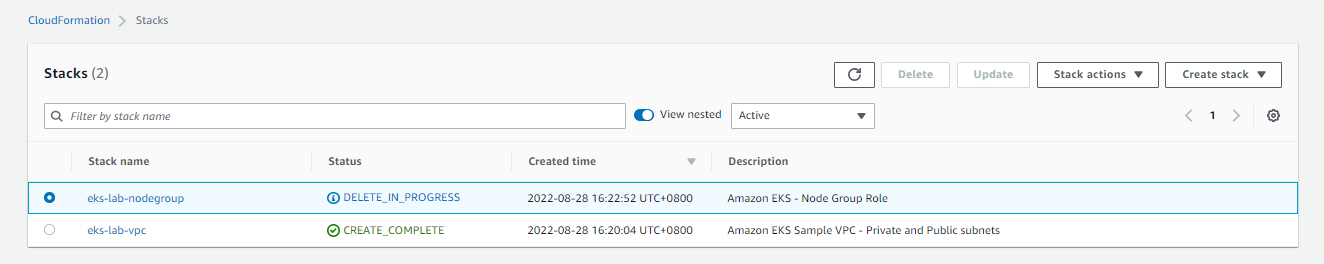 CloudFormation > Stacks
Stacks (2)
Delete
Update
Stack actions
Create stack
Filter by stack name
View nested
Active
1
Stack name Status Created time Description
eks-lab-nodegroup DELETE_IN_PROGRESS 2022-08-28 16:22:52 UTC+0800 Amazon EKS - Node Group Role
eks-lab-vpc CREATE_COMPLETE 2022-08-28 16:20:04 UTC+0800 Amazon EKS Sample VPC - Private and Public subnets